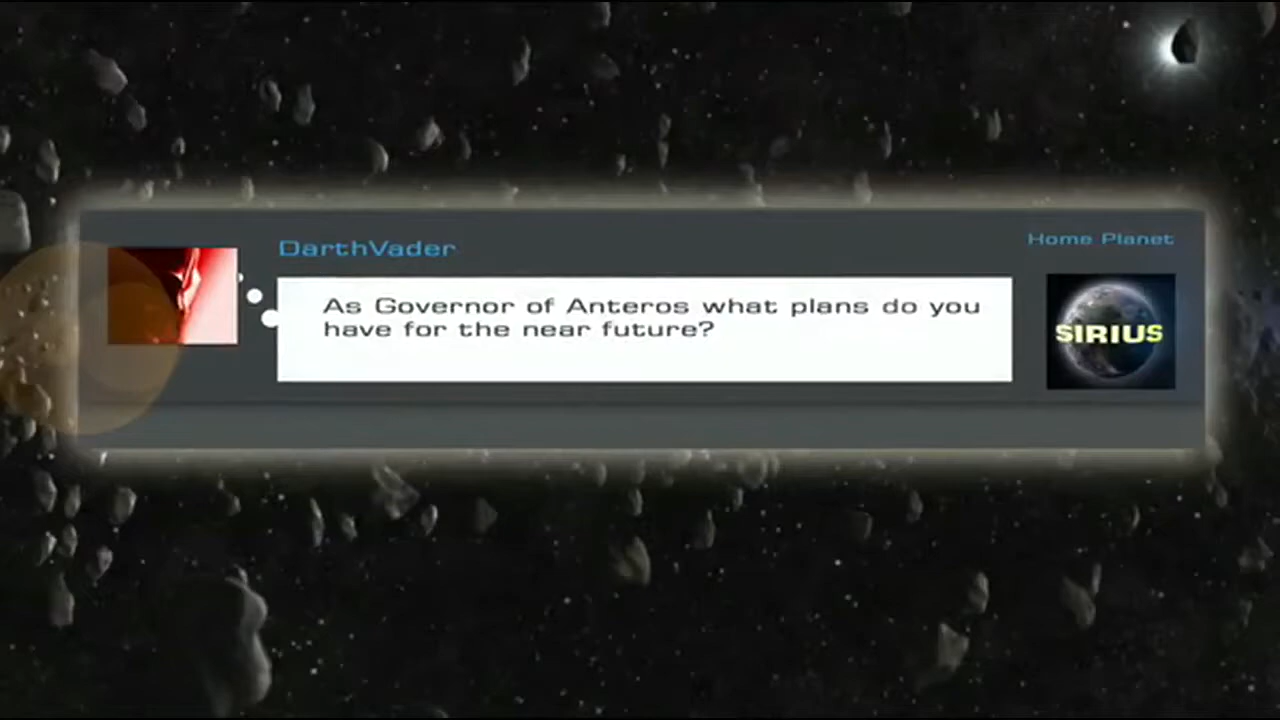 DarthVader
Home Planet
As Governor of Anteros what plans do you
have for the near future?
SIRIUS